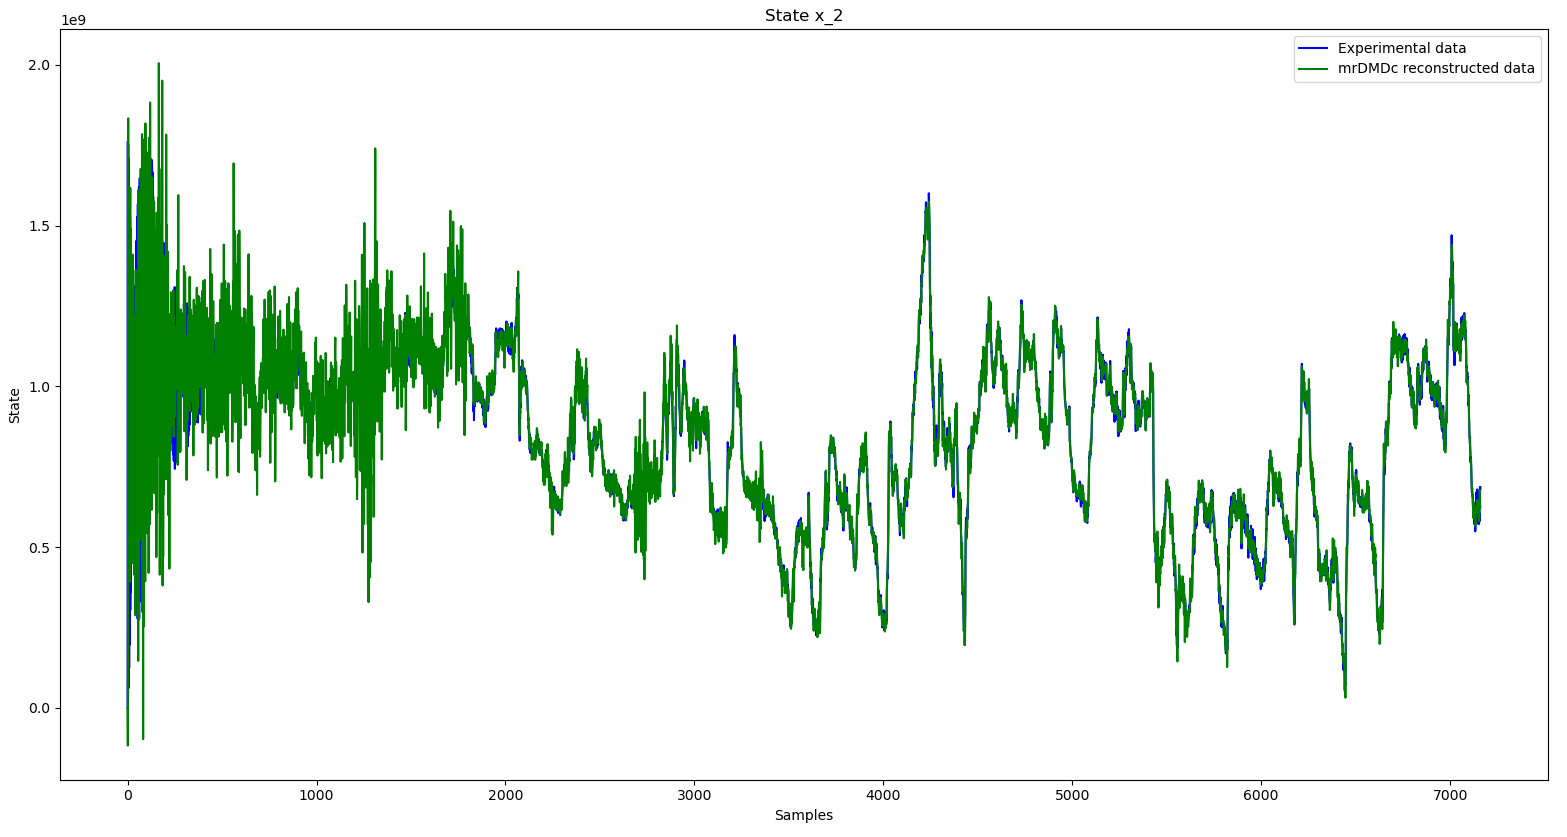 State x_2
1e9
Experimental data
mrDMDc reconstructed data
2.0
1.5
1.0
0.5
0.0
State
0 1000 2000 3000 4000 5000 6000 7000
Samples